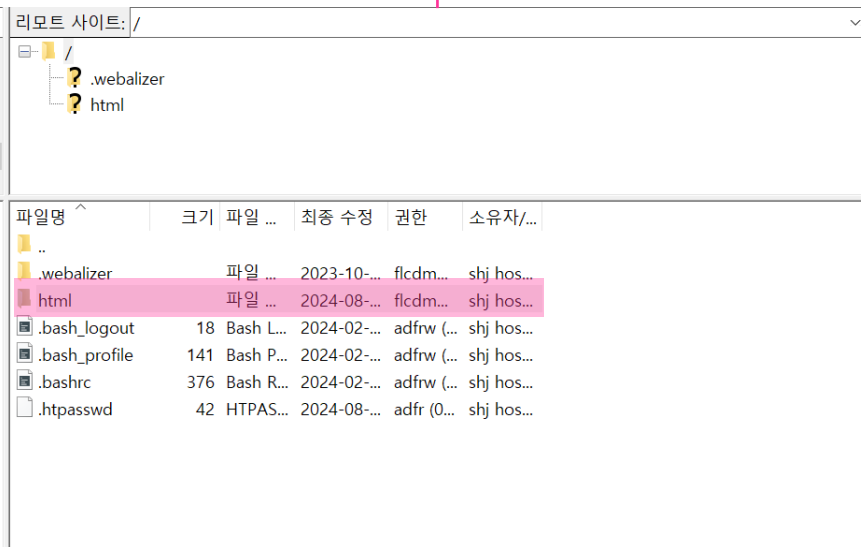 리모트 사이트: /
/
.webalizer
html
파일명 크기 파일 ... 최종 수정 권한 소유자/...
..
.webalizer 파일 ... 2023-10-... flcdm... shj hos...
html 파일 ... 2024-08-... flcdm... shj hos...
.bash_logout 18 Bash L... 2024-02-... adfrw (... shj hos...
.bash_profile 141 Bash P... 2024-02-... adfrw (... shj hos...
.bashrc 376 Bash R... 2024-02-... adfrw (... shj hos...
.htpasswd 42 HTPAS... 2024-08-... adfr (0... shj hos...